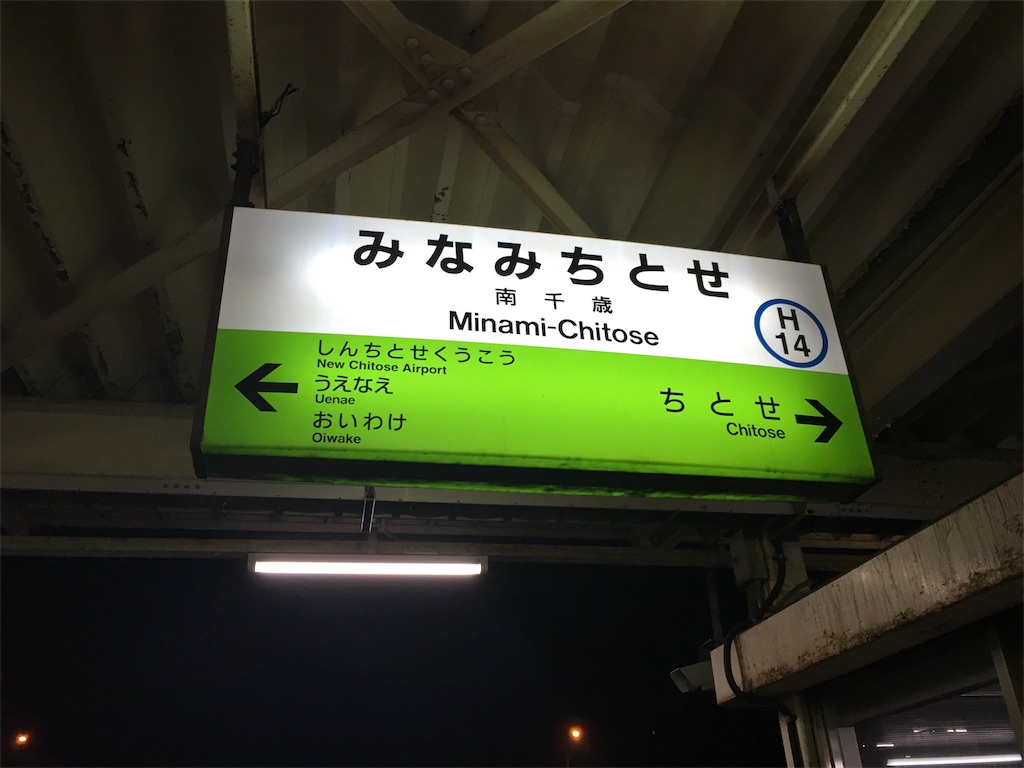 みなみちとせ
南千歳
Minami-Chitose
H
14
しんちとせくうこう
New Chitose Airport
うえなえ
Uenae
おいわけ
Oiwake
ちとせ
Chitose